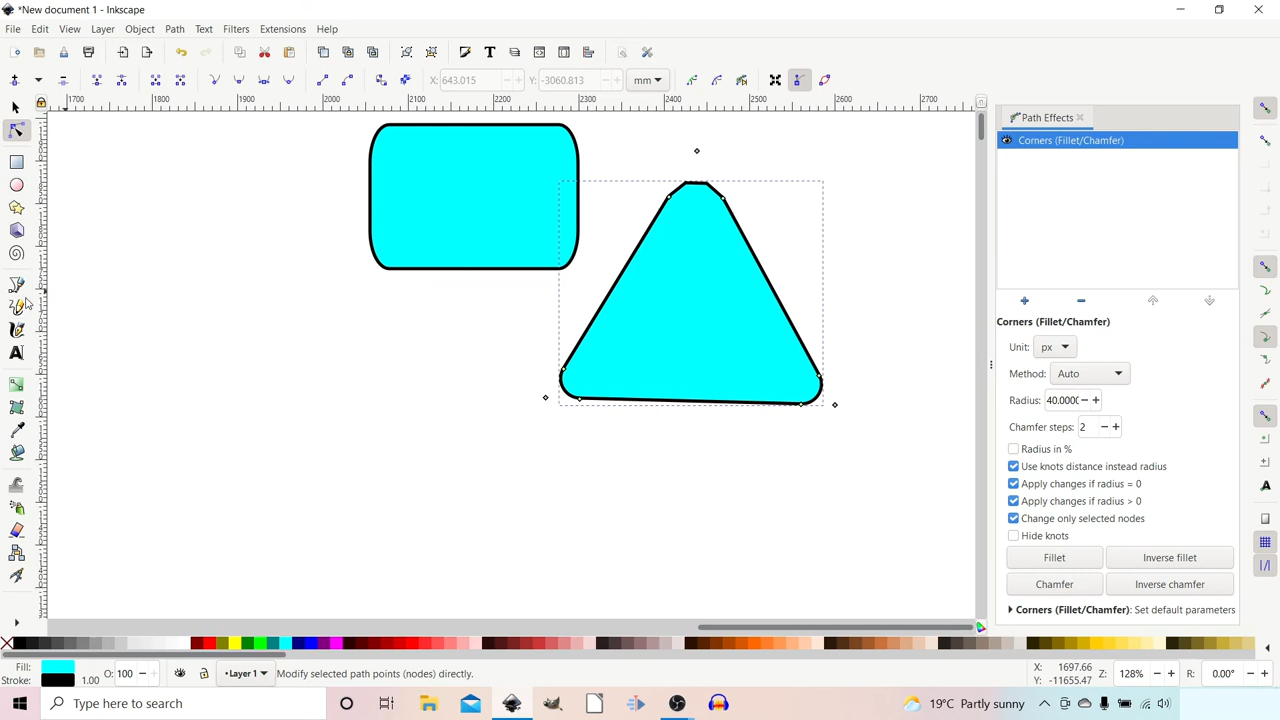 *New document 1 - Inkscape
File Edit View Layer Object Path Text Filters Extensions Help
X: 643.015 Y: -3060.813 mm
1700 1800 1900 2000 2100 2200 2300 2400 2500 2600 2700
Path Effects
Corners (Fillet/Chamfer)
Corners (Fillet/Chamfer)
Unit: px
Method: Auto
Radius: 40.000
Chamfer steps: 2
Radius in %
Use knots distance instead radius
Apply changes if radius = 0
Apply changes if radius > 0
Change only selected nodes
Hide knots
Fillet Inverse fillet
Chamfer Inverse chamfer
Corners (Fillet/Chamfer): Set default parameters
Fill:
Stroke: 1.00
O: 100
•Layer 1
Modify selected path points (nodes) directly.
X: 1697.66
Y: -11655.47
Z: 128%
R: 0.00°
Type here to search
19°C Partly sunny